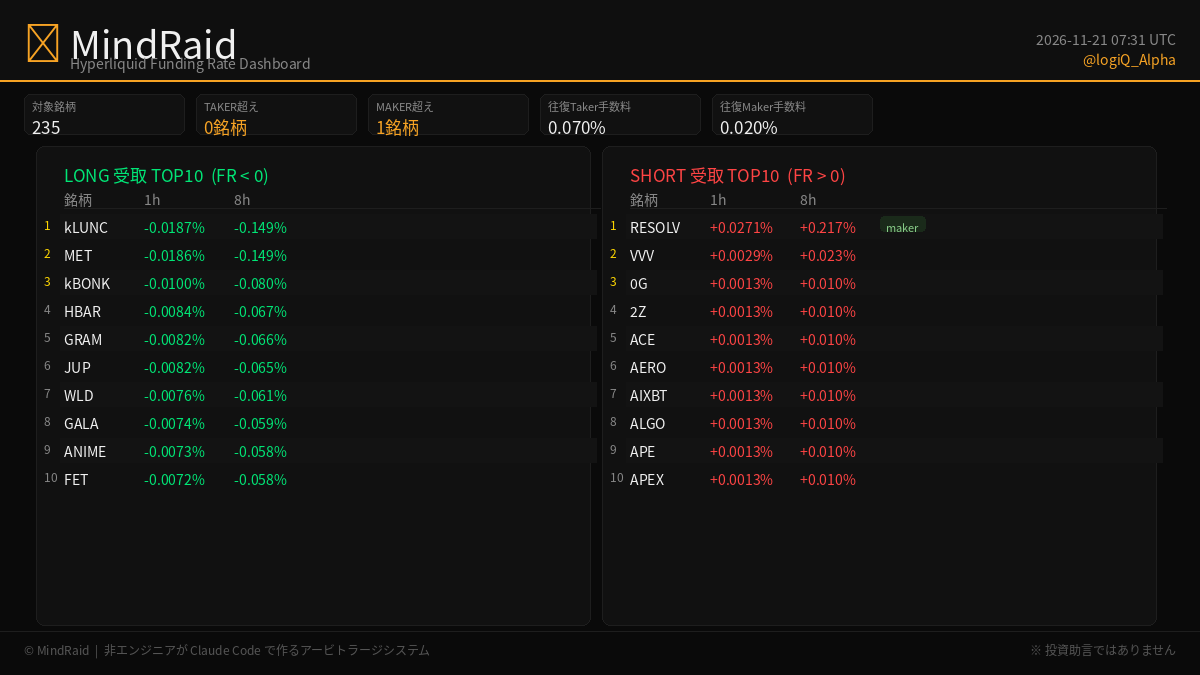 MindRaid
Hyperliquid Funding Rate Dashboard
2026-11-21 07:31 UTC
@logiQ_Alpha
対象銘柄
235
TAKER超え
0銘柄
MAKER超え
1銘柄
往復Taker手数料
0.070%
往復Maker手数料
0.020%
LONG 受取 TOP10 (FR < 0)
銘柄 1h 8h
1 kLUNC -0.0187% -0.149%
2 MET -0.0186% -0.149%
3 kBONK -0.0100% -0.080%
4 HBAR -0.0084% -0.067%
5 GRAM -0.0082% -0.066%
6 JUP -0.0082% -0.065%
7 WLD -0.0076% -0.061%
8 GALA -0.0074% -0.059%
9 ANIME -0.0073% -0.058%
10 FET -0.0072% -0.058%
SHORT 受取 TOP10 (FR > 0)
銘柄 1h 8h
1 RESOLV +0.0271% +0.217% maker
2 VVV +0.0029% +0.023%
3 0G +0.0013% +0.010%
4 2Z +0.0013% +0.010%
5 ACE +0.0013% +0.010%
6 AERO +0.0013% +0.010%
7 AIXBT +0.0013% +0.010%
8 ALGO +0.0013% +0.010%
9 APE +0.0013% +0.010%
10 APEX +0.0013% +0.010%
© MindRaid | 非エンジニアが Claude Code で作るアービトラージシステム
※ 投資助言ではありません